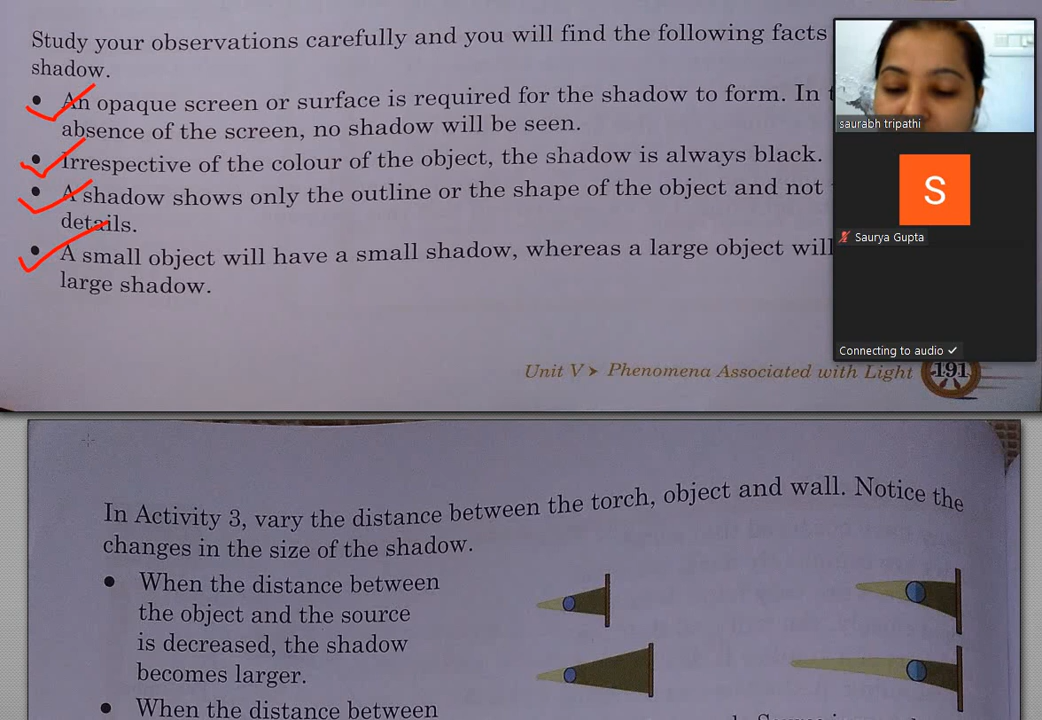 Study your observations carefully and you will find the following facts
shadow.
• An opaque screen or surface is required for the shadow to form. In
absence of the screen, no shadow will be seen.
• Irrespective of the colour of the object, the shadow is always black.
• A shadow shows only the outline or the shape of the object and not
details.
• A small object will have a small shadow, whereas a large object will
large shadow.
Unit V > Phenomena Associated with Light 191
saurabh tripathi
S
Saurya Gupta
Connecting to audio ✓
In Activity 3, vary the distance between the torch, object and wall. Notice the
changes in the size of the shadow.
• When the distance between
the object and the source
is decreased, the shadow
becomes larger.
• When the distance between